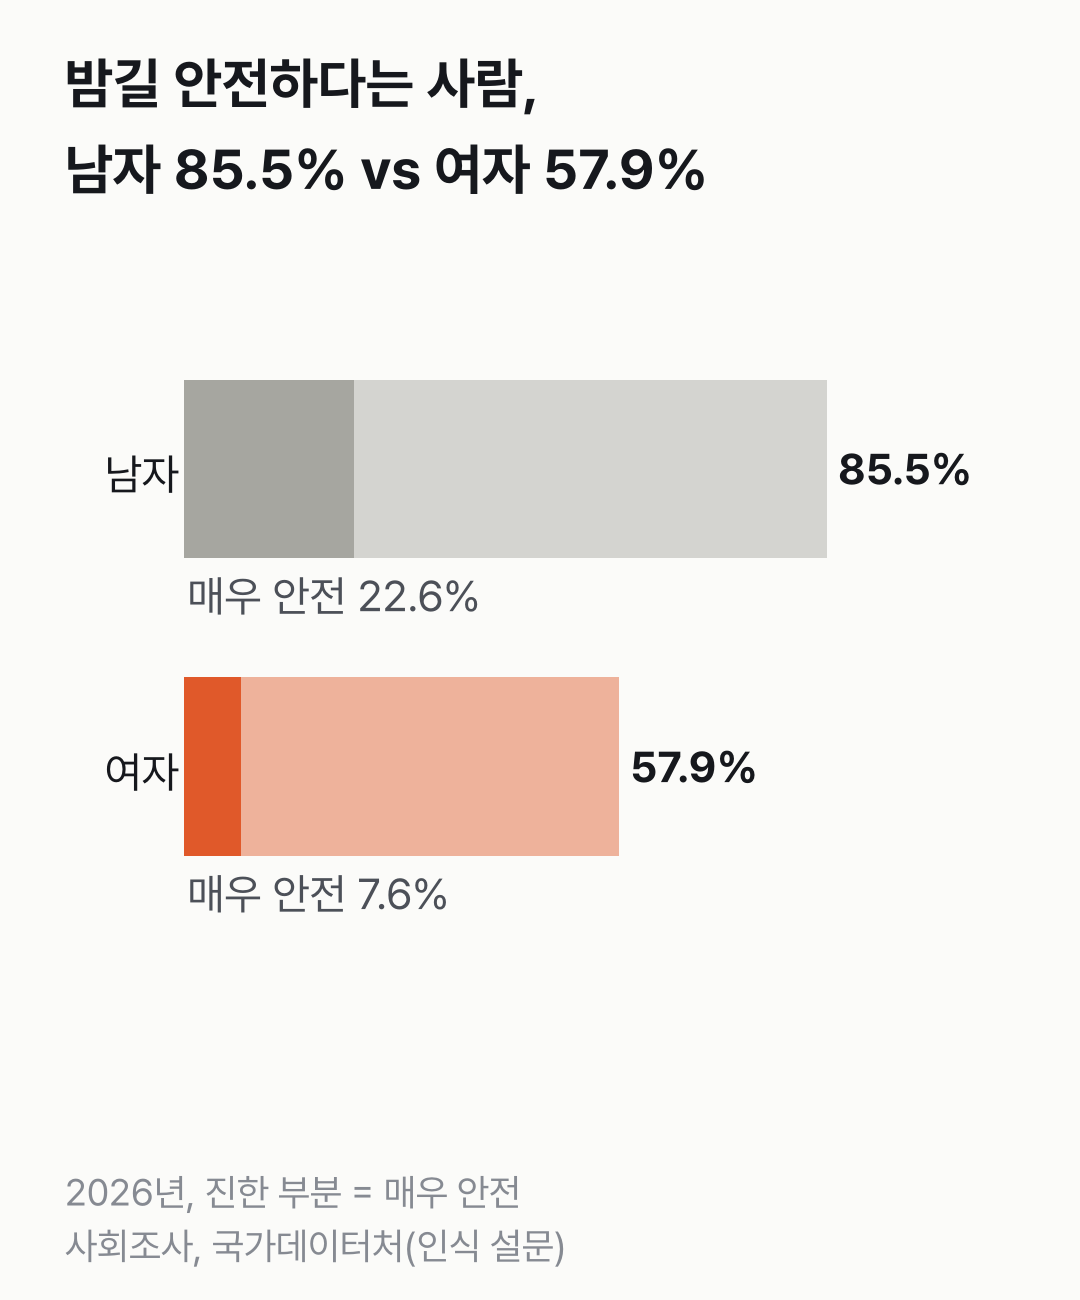 밤길 안전하다는 사람,
남자 85.5% vs 여자 57.9%
남자
85.5%
매우 안전 22.6%
여자
57.9%
매우 안전 7.6%
2026년, 진한 부분 = 매우 안전
사회조사, 국가데이터처(인식 설문)